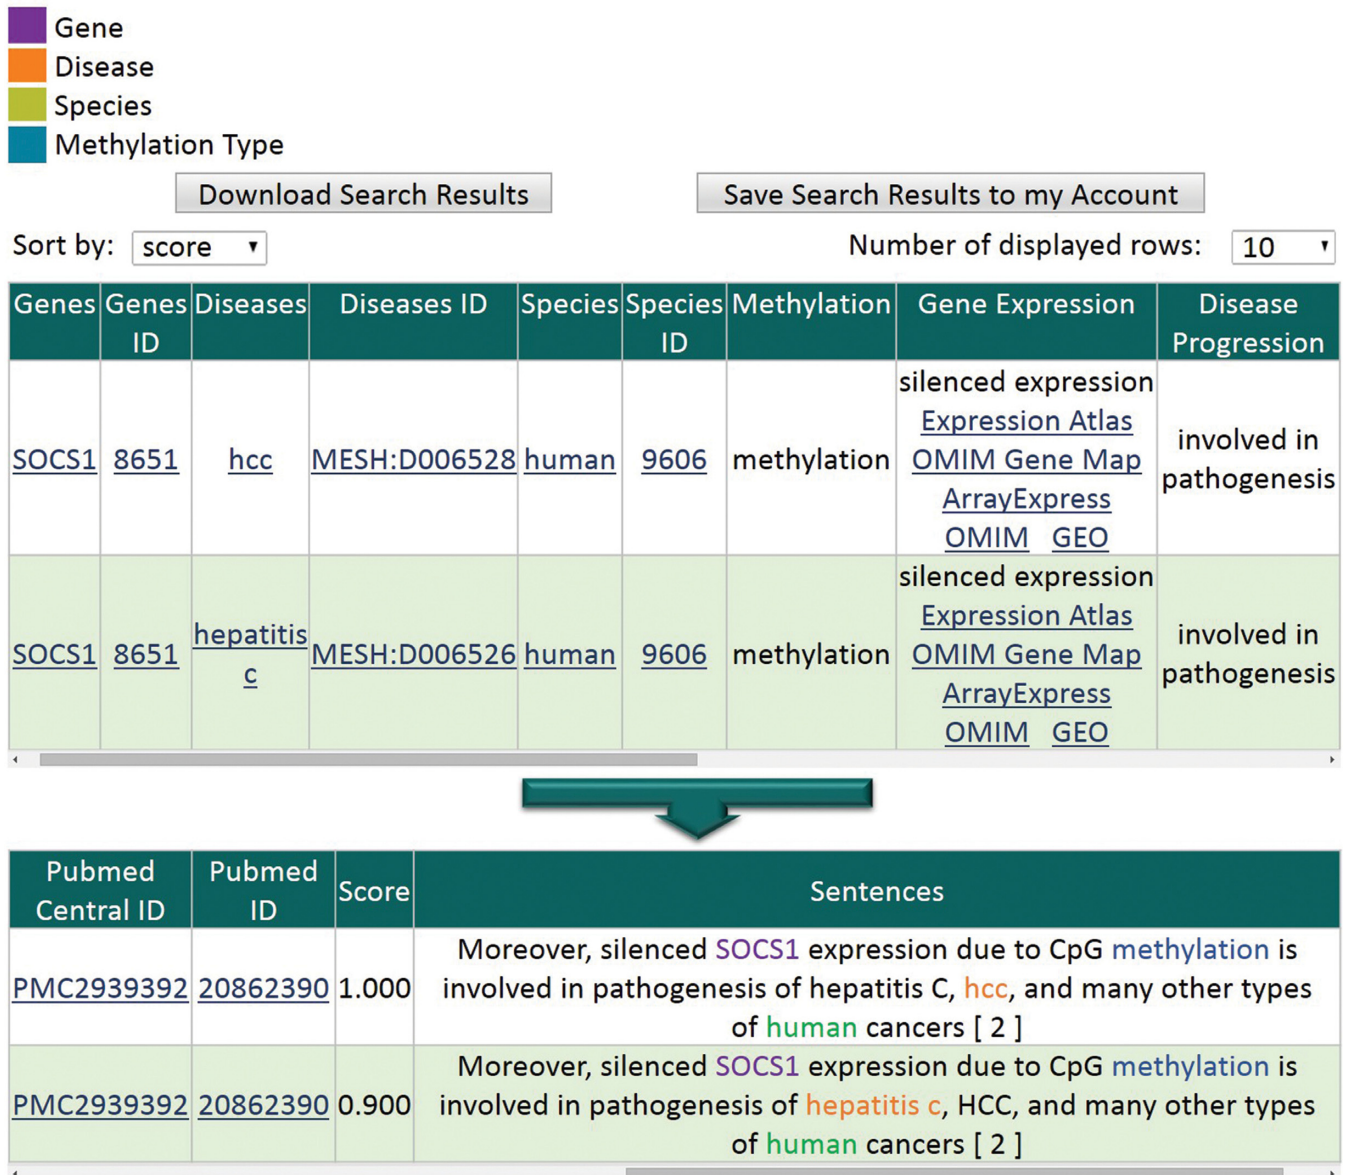 Gene
Disease
Species
Methylation Type
Download Search Results Save Search Results to my Account
Sort by: score Number of displayed rows: 10
Genes Genes ID Diseases Diseases ID Species Species ID Methylation Gene Expression Disease Progression
SOCS1 8651 hcc MESH:D006528 human 9606 methylation silenced expression Expression Atlas OMIM Gene Map ArrayExpress OMIM GEO involved in pathogenesis
SOCS1 8651 hepatitis c MESH:D006526 human 9606 methylation silenced expression Expression Atlas OMIM Gene Map ArrayExpress OMIM GEO involved in pathogenesis
Pubmed Central ID Pubmed ID Score Sentences
PMC2939392 20862390 1.000 Moreover, silenced SOCS1 expression due to CpG methylation is involved in pathogenesis of hepatitis C, hcc, and many other types of human cancers [ 2 ]
PMC2939392 20862390 0.900 Moreover, silenced SOCS1 expression due to CpG methylation is involved in pathogenesis of hepatitis c, HCC, and many other types of human cancers [ 2 ]